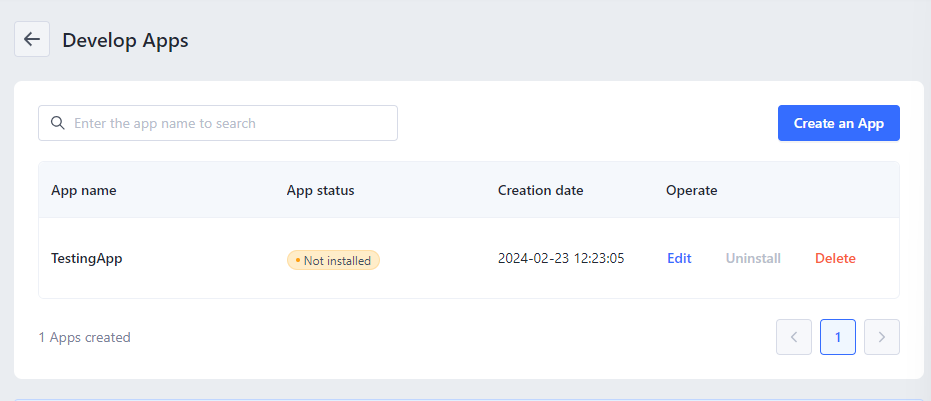 Develop Apps
Enter the app name to search
Create an App
App name App status Creation date Operate
TestingApp Not installed 2024-02-23 12:23:05 Edit Uninstall Delete
1 Apps created
1